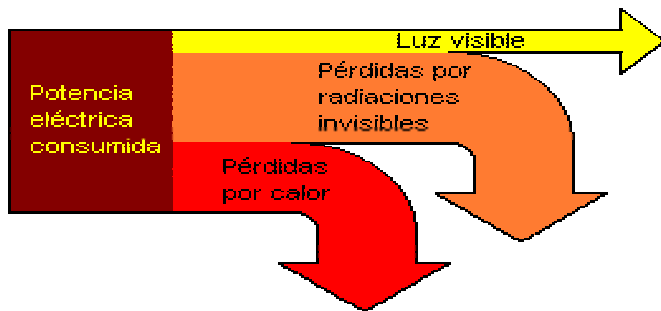 Luz visible
Pérdidas por
radiaciones
invisibles
Potencia
eléctrica
consumida
Pérdidas
por calor